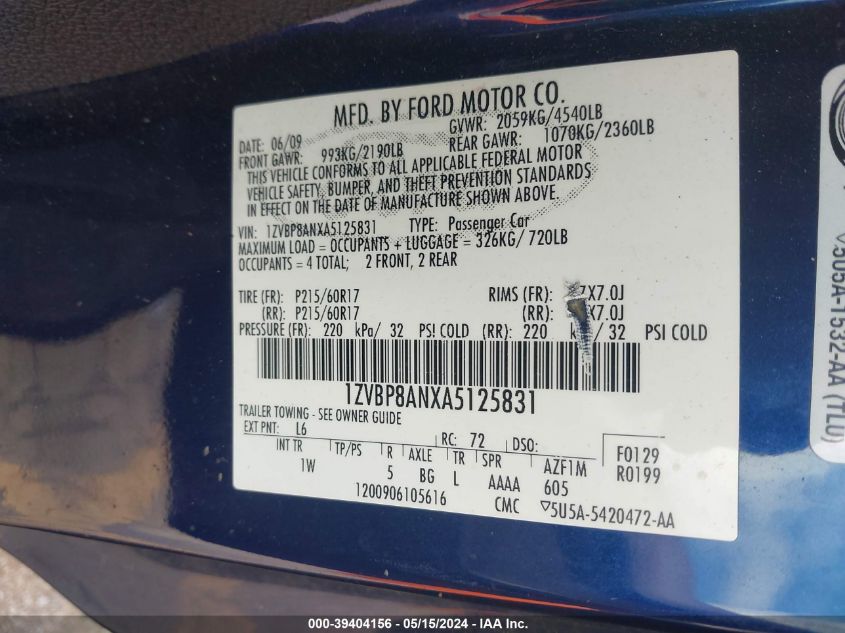 MFD. BY FORD MOTOR CO.
DATE: 06/09
GVWR: 2059KG/4540LB
FRONT GAWR: 993KG/2190LB
REAR GAWR: 1070KG/2360LB
THIS VEHICLE CONFORMS TO ALL APPLICABLE FEDERAL MOTOR
VEHICLE SAFETY, BUMPER, AND THEFT PREVENTION STANDARDS
IN EFFECT ON THE DATE OF MANUFACTURE SHOWN ABOVE.
VIN: 1ZVBP8ANXA5125831 TYPE: Passenger Car
MAXIMUM LOAD = OCCUPANTS + LUGGAGE = 326KG/ 720LB
OCCUPANTS = 4 TOTAL; 2 FRONT, 2 REAR
TIRE (FR): P215/60R17 RIMS (FR): 7X7.0J
(RR): P215/60R17 (RR): X7.0J
PRESSURE (FR): 220 kPa/ 32 PSI COLD (RR): 220 / 32 PSI COLD
1ZVBP8ANXA5125831
TRAILER TOWING - SEE OWNER GUIDE
EXT PNT: L6 RC: 72 DSO: F0129
INT TR TP/PS R AXLE TR SPR AZF1M R0199
1W 5 BG L AAAA 605
1200906105616 CMC ▽5U5A-5420472-AA
▽5U5A-1532-AA (TLU)
000-39404156 - 05/15/2024 - IAA Inc.